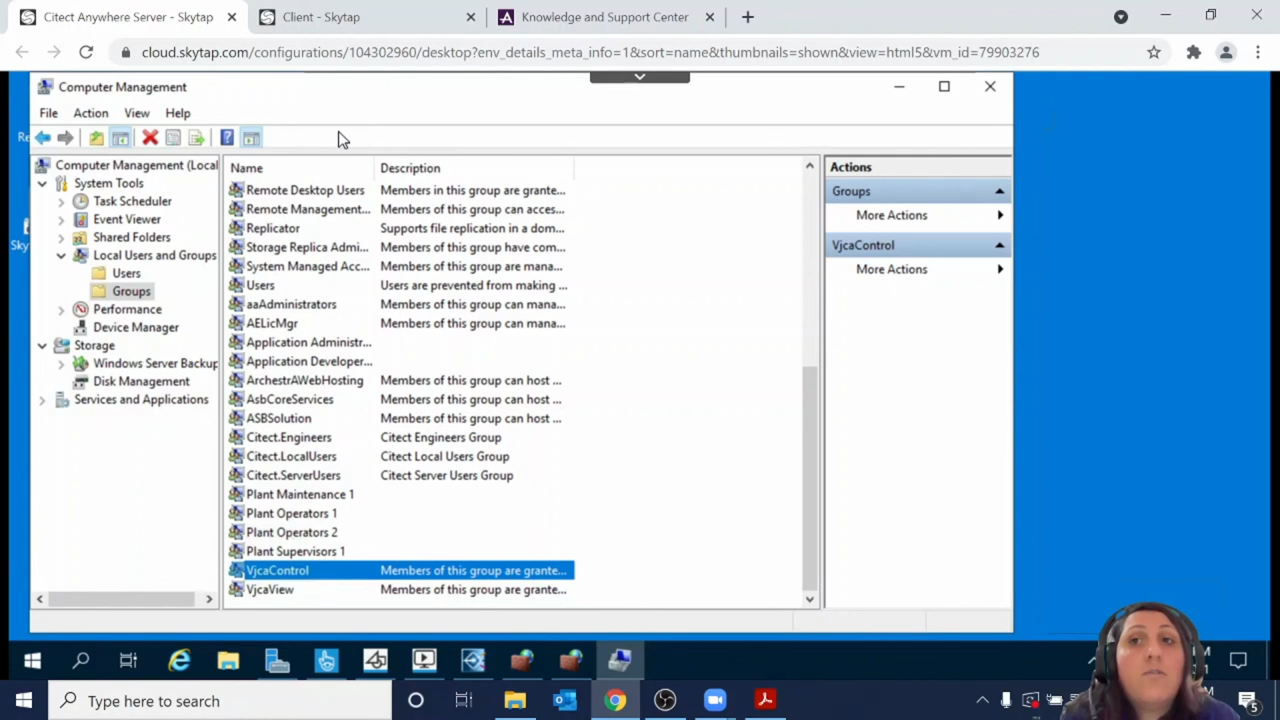 Citect Anywhere Server - Skytap
Client - Skytap
Knowledge and Support Center
cloud.skytap.com/configurations/104302960/desktop?env_details_meta_info=1&sort=name&thumbnails=shown&view=html5&vm_id=79903276
Computer Management
File Action View Help
Re
Computer Management (Local
System Tools
Task Scheduler
Event Viewer
Shared Folders
Local Users and Groups
Users
Groups
Performance
Device Manager
Storage
Windows Server Backup
Disk Management
Services and Applications
Sky
Name Description
Remote Desktop Users Members in this group are grante...
Remote Management... Members of this group can acces...
Replicator Supports file replication in a dom...
Storage Replica Admi... Members of this group have com...
System Managed Acc... Members of this group are mana...
Users Users are prevented from making ...
aaAdministrators Members of this group can mana...
AELicMgr Members of this group can mana...
Application Administr...
Application Developer...
ArchestrAWebHosting Members of this group can host ...
AsbCoreServices Members of this group can host ...
ASBSolution Members of this group can host ...
Citect.Engineers Citect Engineers Group
Citect.LocalUsers Citect Local Users Group
Citect.ServerUsers Citect Server Users Group
Plant Maintenance 1
Plant Operators 1
Plant Operators 2
Plant Supervisors 1
VjcaControl Members of this group are grante...
VjcaView Members of this group are grante...
Actions
Groups
More Actions
VjcaControl
More Actions
Type here to search
M
M
5